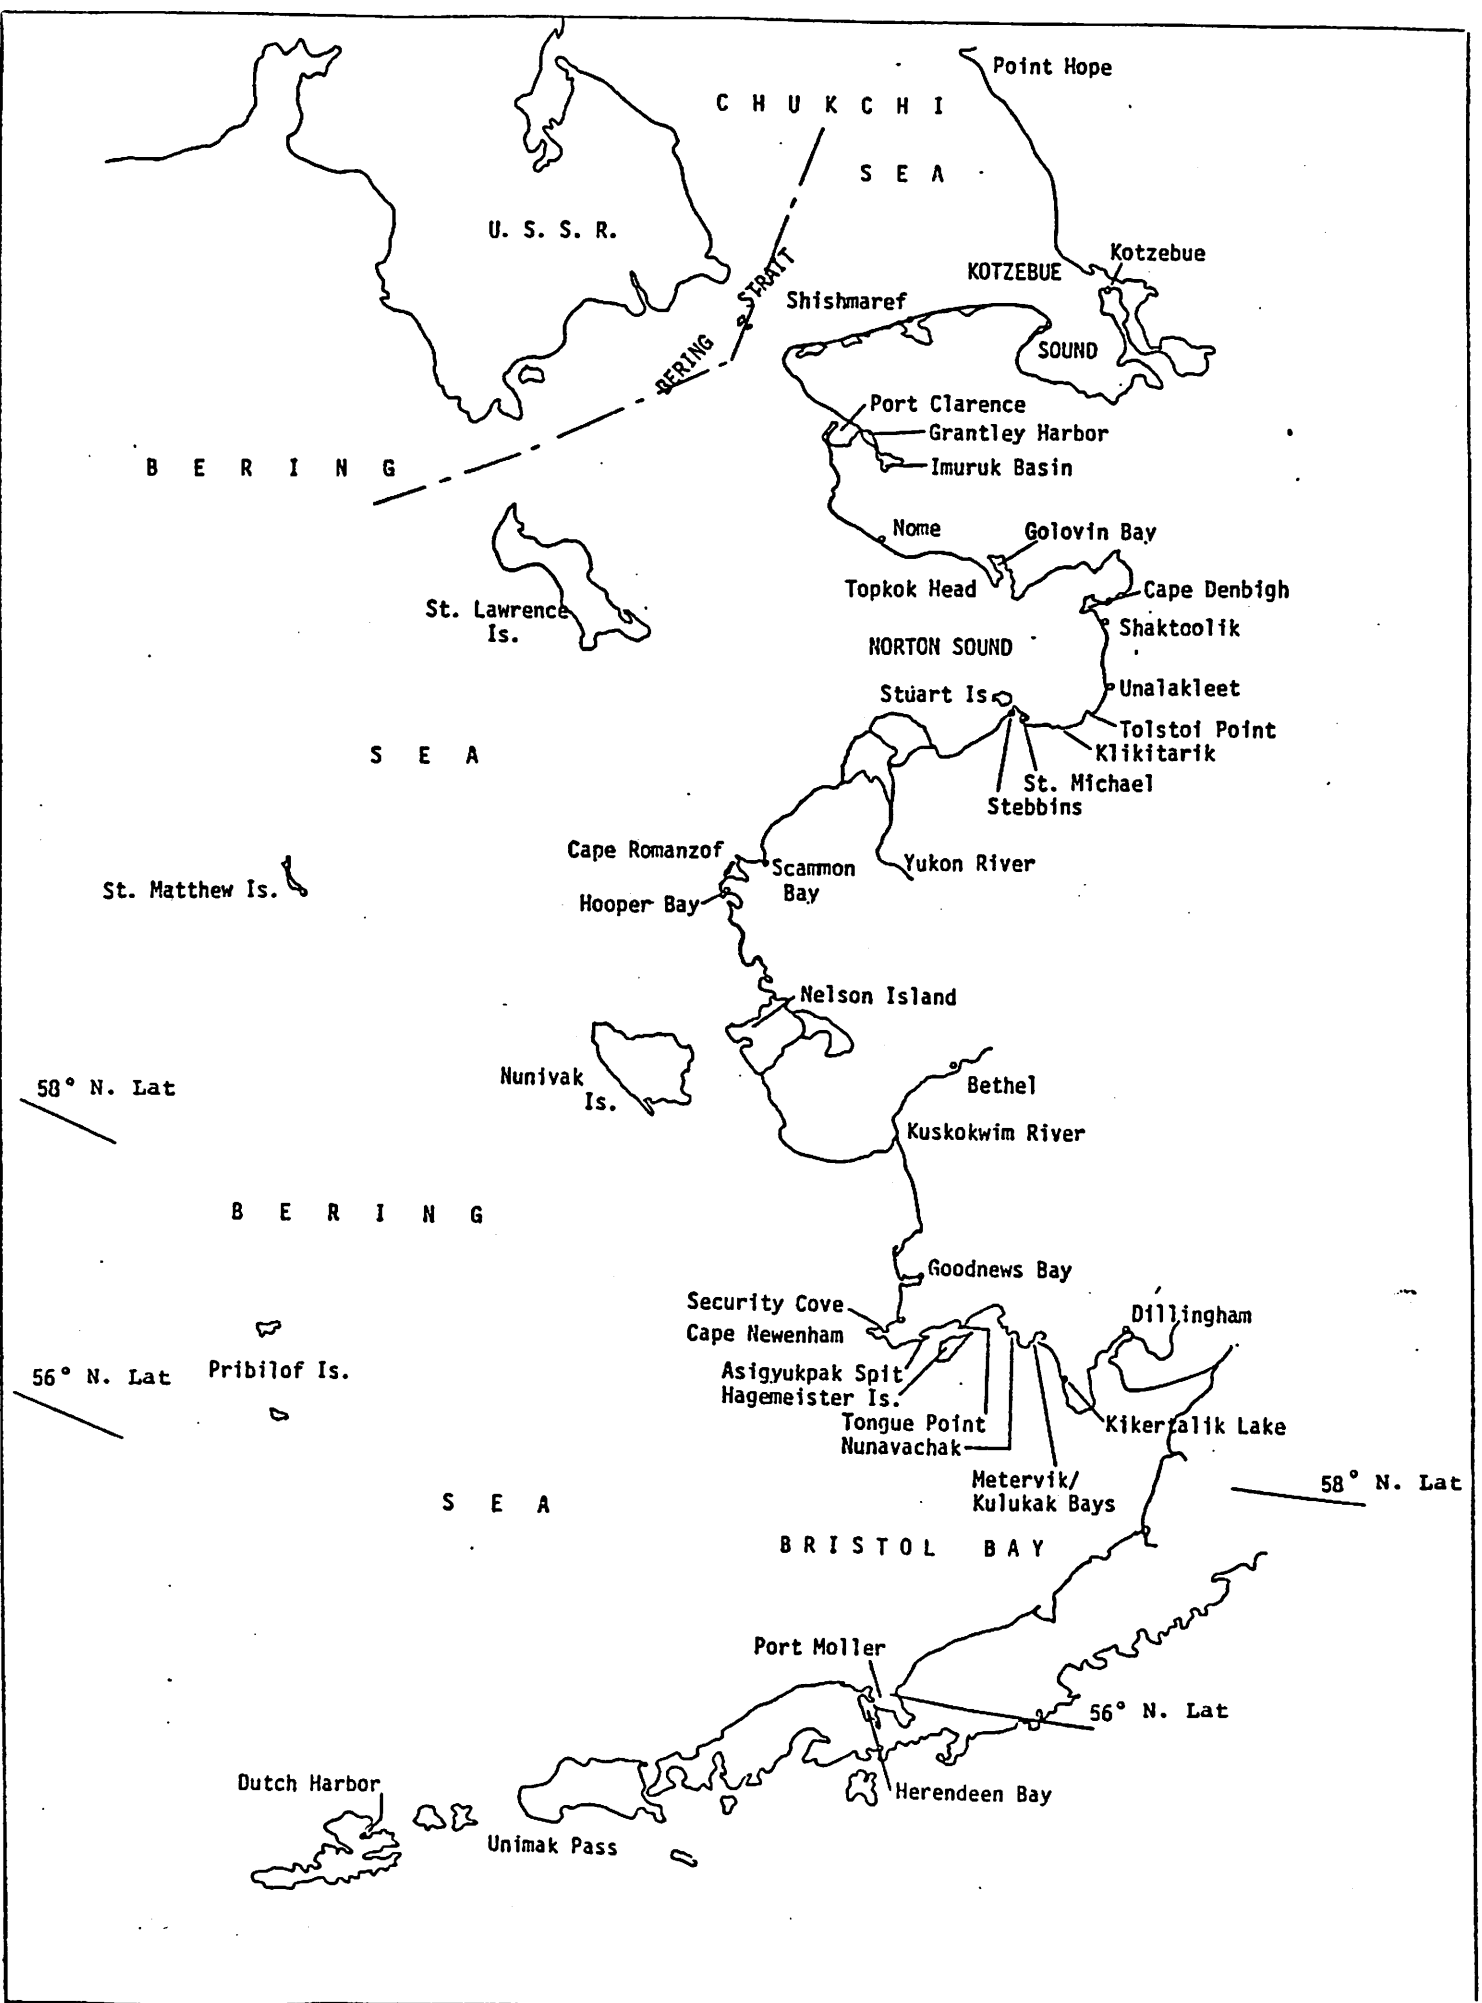 Point Hope
C H U K C H I
S E A
U. S. S. R.
Kotzebue
KOTZEBUE
STRAIT
Shishmaref
SOUND
BERING
Port Clarence
Grantley Harbor
B E R I N G
Imuruk Basin
Nome
Golovin Bay
Topkok Head
Cape Denbigh
St. Lawrence
Is.
Shaktoolik
NORTON SOUND
Unalakleet
Stuart Is.
Tolstoi Point
S E A
Klikitarik
St. Michael
Stebbins
Cape Romanzof
Yukon River
Scammon
Bay
St. Matthew Is.
Hooper Bay
Nelson Island
Nunivak
Is.
Bethel
58° N. Lat
Kuskokwim River
B E R I N G
Goodnews Bay
Security Cove
Dillingham
Cape Newenham
Pribilof Is.
56° N. Lat
Asigyukpak Spit
Hagemeister Is.
Tongue Point
Kikertalik Lake
Nunavachak
Metervik/
Kulukak Bays
58° N. Lat
S E A
BRISTOL BAY
Port Moller
56° N. Lat
Dutch Harbor
Herendeen Bay
Unimak Pass